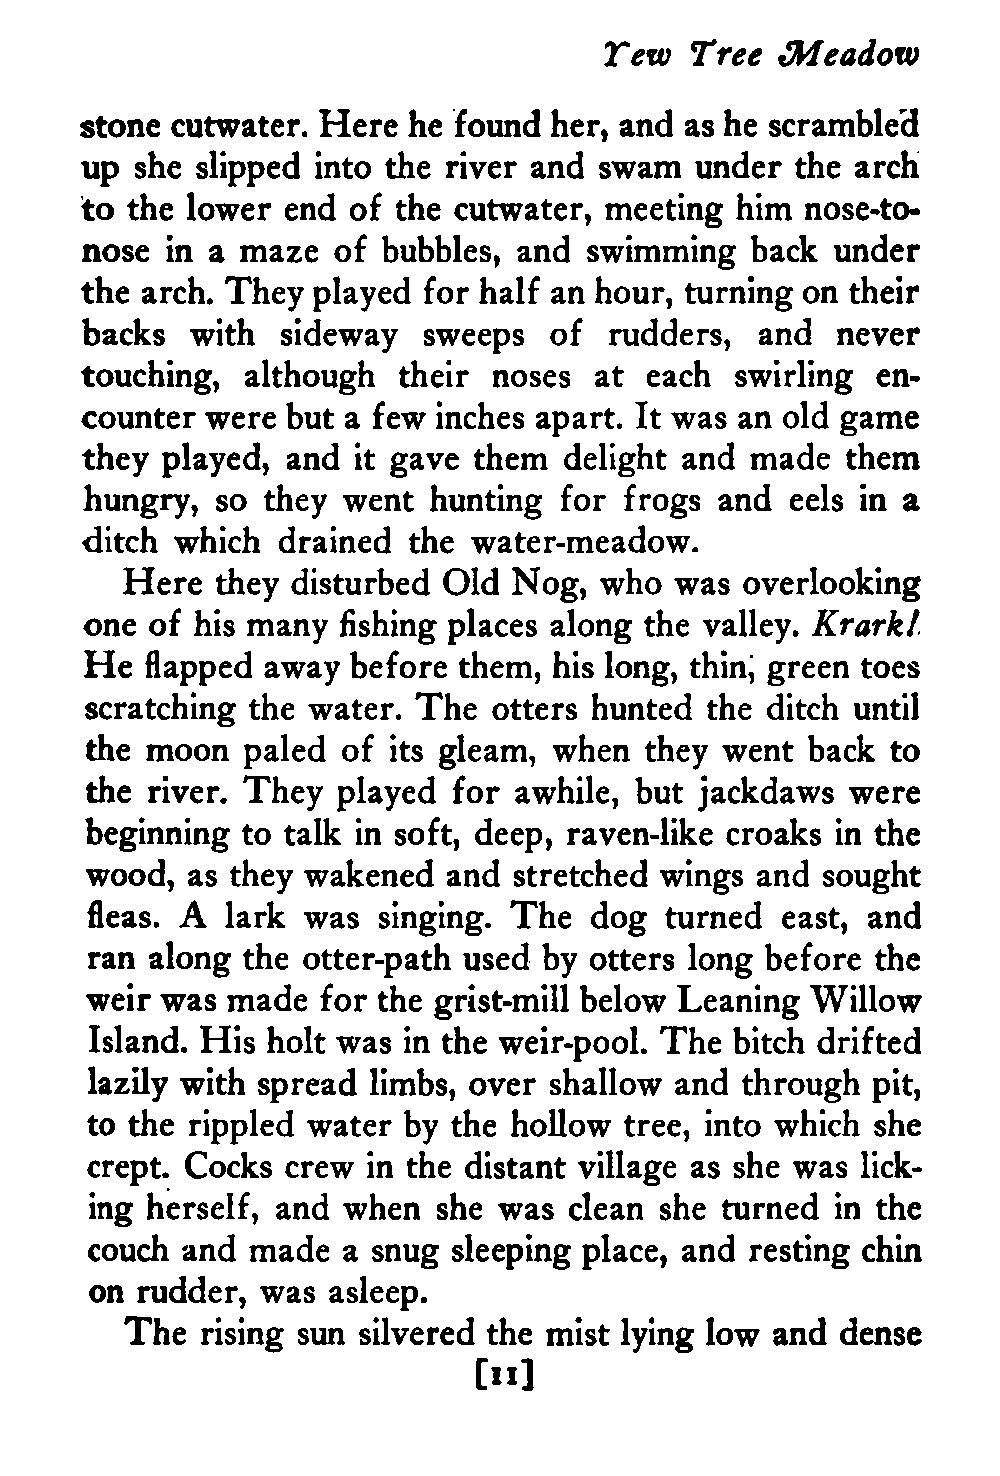 Yew Tree Meadow
stone cutwater. Here he found her, and as he scrambled
up she slipped into the river and swam under the arch
to the lower end of the cutwater, meeting him nose-to-
nose in a maze of bubbles, and swimming back under
the arch. They played for half an hour, turning on their
backs with sideway sweeps of rudders, and never
touching, although their noses at each swirling en-
counter were but a few inches apart. It was an old game
they played, and it gave them delight and made them
hungry, so they went hunting for frogs and eels in a
ditch which drained the water-meadow.
Here they disturbed Old Nog, who was overlooking
one of his many fishing places along the valley. Krark!
He flapped away before them, his long, thin, green toes
scratching the water. The otters hunted the ditch until
the moon paled of its gleam, when they went back to
the river. They played for awhile, but jackdaws were
beginning to talk in soft, deep, raven-like croaks in the
wood, as they wakened and stretched wings and sought
fleas. A lark was singing. The dog turned east, and
ran along the otter-path used by otters long before the
weir was made for the grist-mill below Leaning Willow
Island. His holt was in the weir-pool. The bitch drifted
lazily with spread limbs, over shallow and through pit,
to the rippled water by the hollow tree, into which she
crept. Cocks crew in the distant village as she was lick-
ing herself, and when she was clean she turned in the
couch and made a snug sleeping place, and resting chin
on rudder, was asleep.
The rising sun silvered the mist lying low and dense
[11]